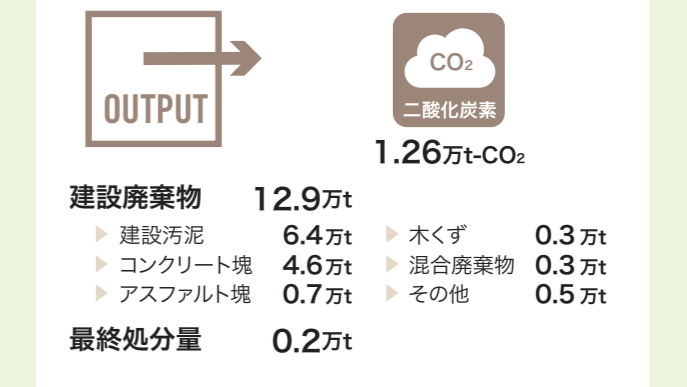 OUTPUT
CO₂
二酸化炭素
1.26万t-CO₂
建設廃棄物 12.9万t
建設汚泥 6.4万t
コンクリート塊 4.6万t
アスファルト塊 0.7万t
木くず 0.3万t
混合廃棄物 0.3万t
その他 0.5万t
最終処分量 0.2万t